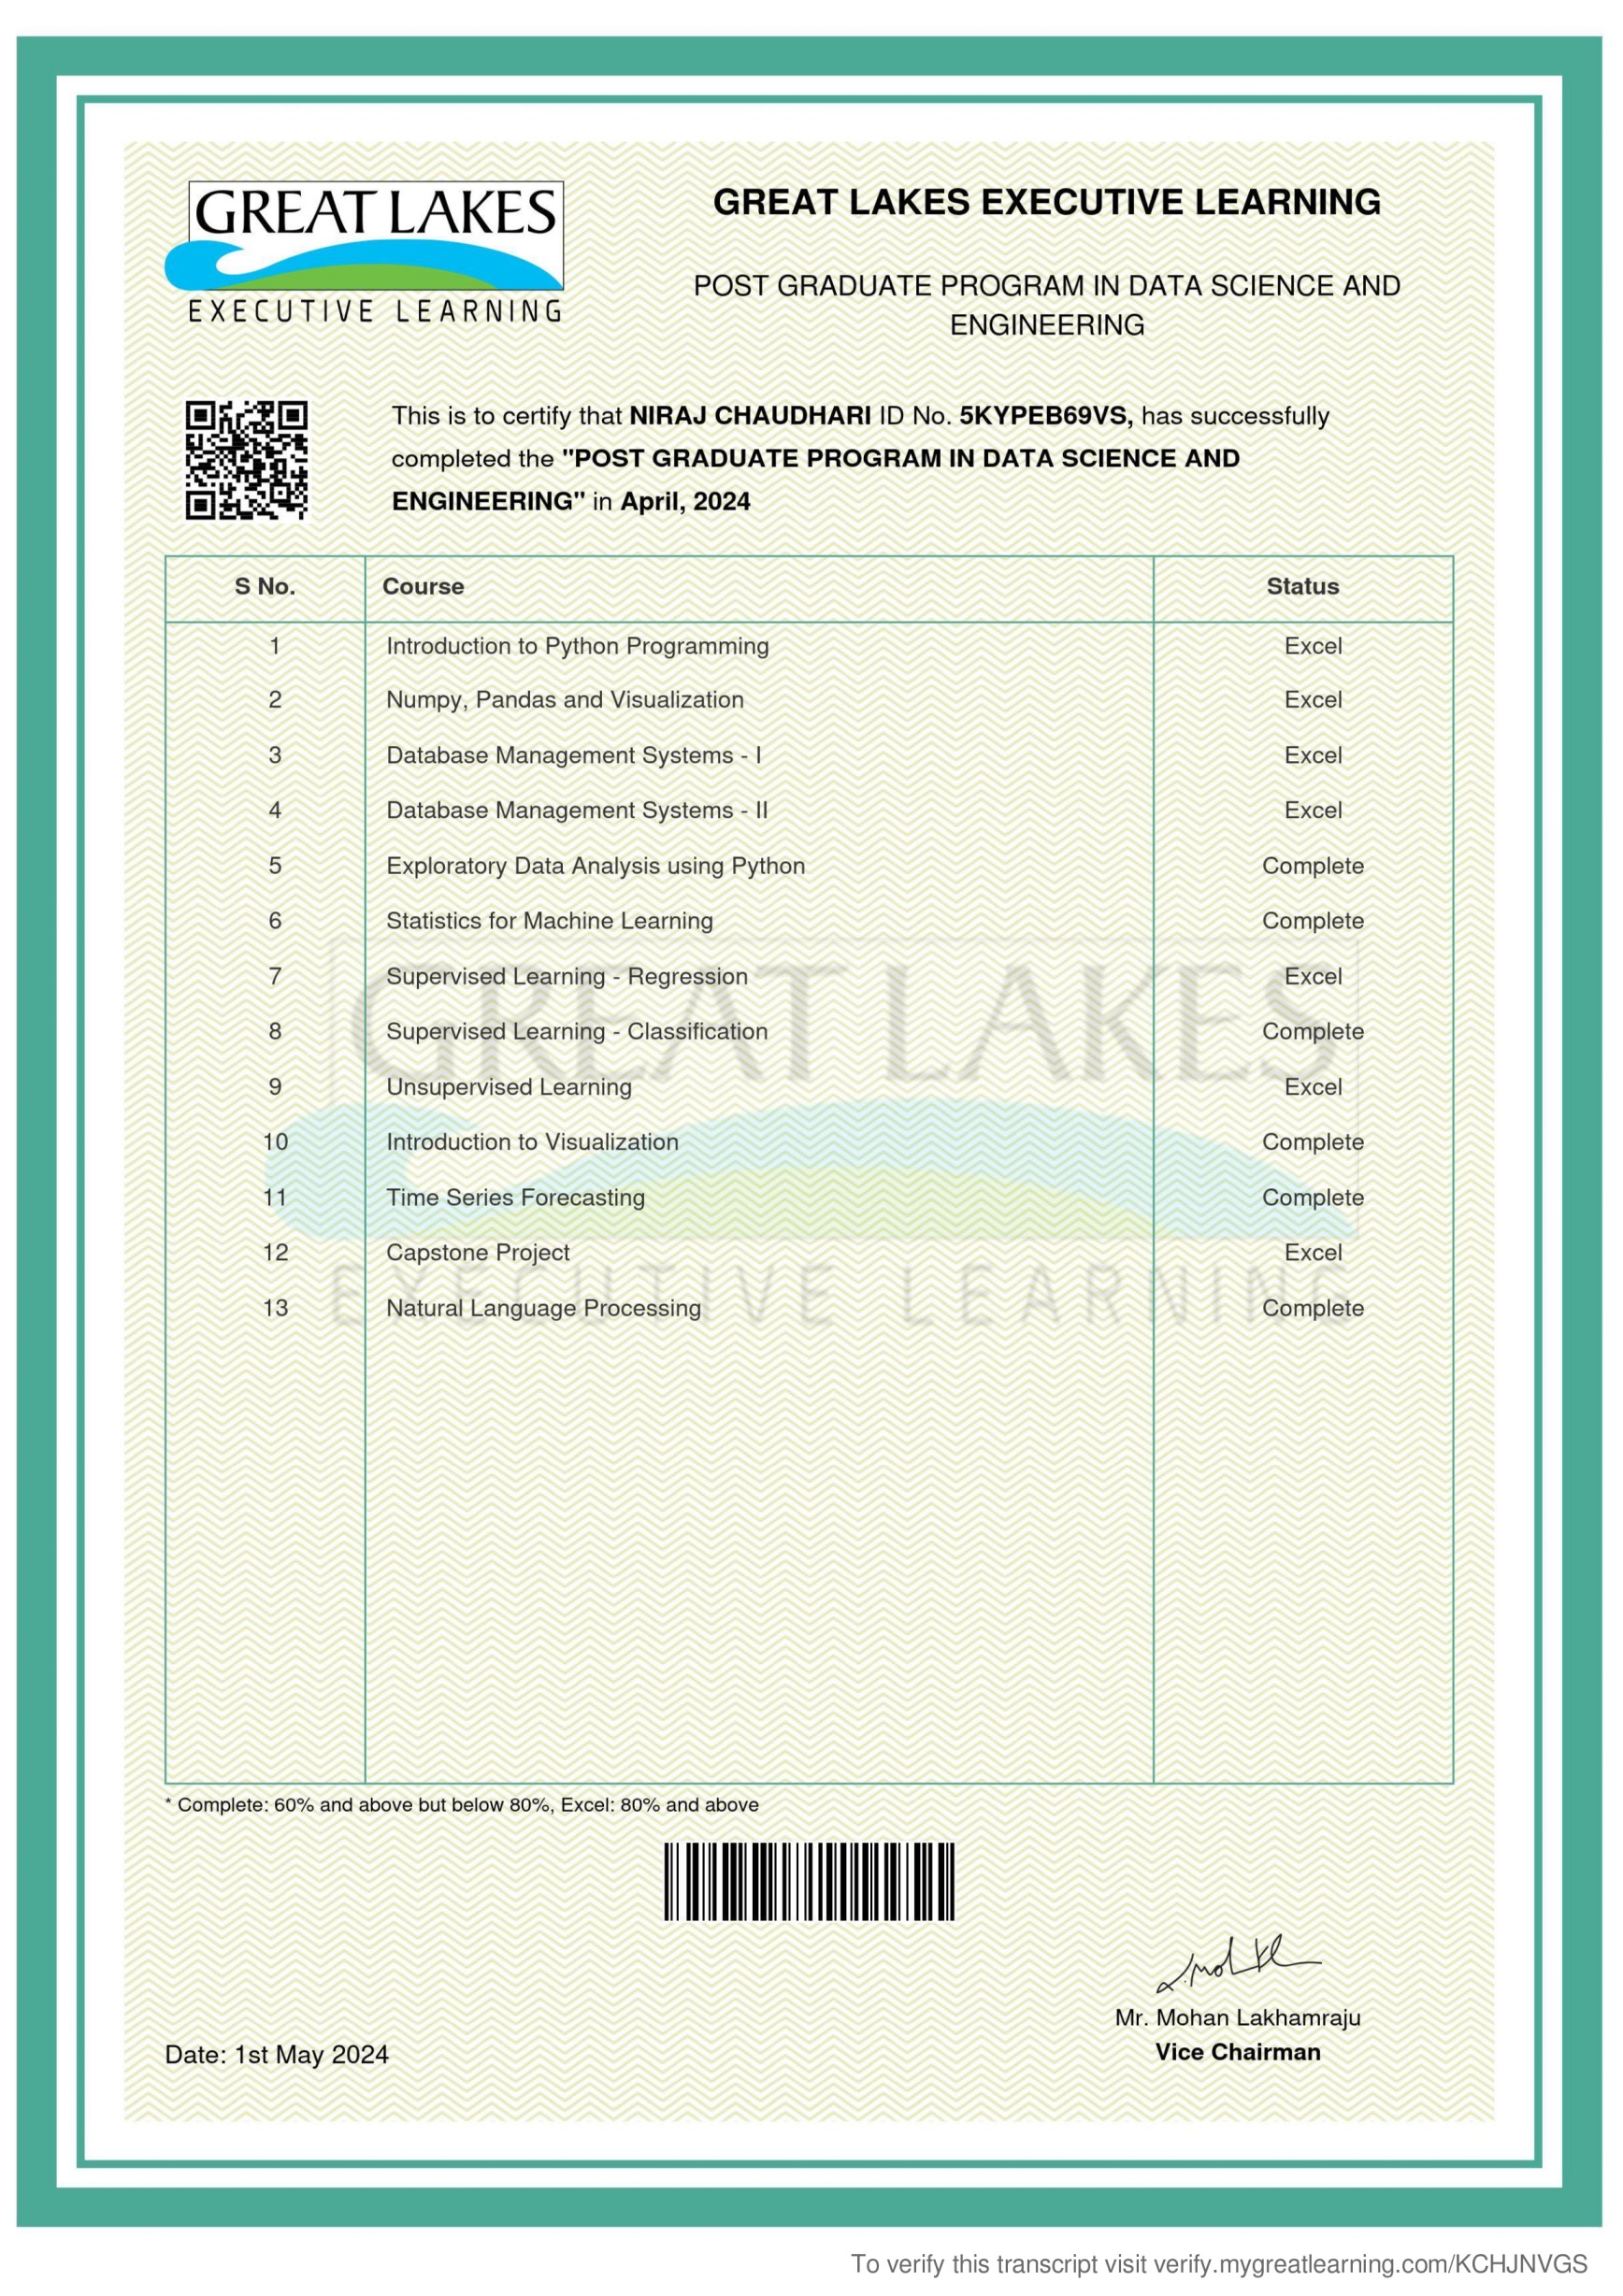 GREAT LAKES
EXECUTIVE LEARNING
GREAT LAKES EXECUTIVE LEARNING
POST GRADUATE PROGRAM IN DATA SCIENCE AND
ENGINEERING
This is to certify that NIRAJ CHAUDHARI ID No. 5KYPEB69VS, has successfully
completed the "POST GRADUATE PROGRAM IN DATA SCIENCE AND
ENGINEERING" in April, 2024
S No. Course Status
1 Introduction to Python Programming Excel
2 Numpy, Pandas and Visualization Excel
3 Database Management Systems - I Excel
4 Database Management Systems - II Excel
5 Exploratory Data Analysis using Python Complete
6 Statistics for Machine Learning Complete
7 Supervised Learning - Regression Excel
8 Supervised Learning - Classification Complete
9 Unsupervised Learning Excel
10 Introduction to Visualization Complete
11 Time Series Forecasting Complete
12 Capstone Project Excel
13 Natural Language Processing Complete
GREAT LAKES
EXECUTIVE LEARNING
* Complete: 60% and above but below 80%, Excel: 80% and above
Mr. Mohan Lakhamraju
Vice Chairman
Date: 1st May 2024
To verify this transcript visit verify.mygreatlearning.com/KCHJNVGS